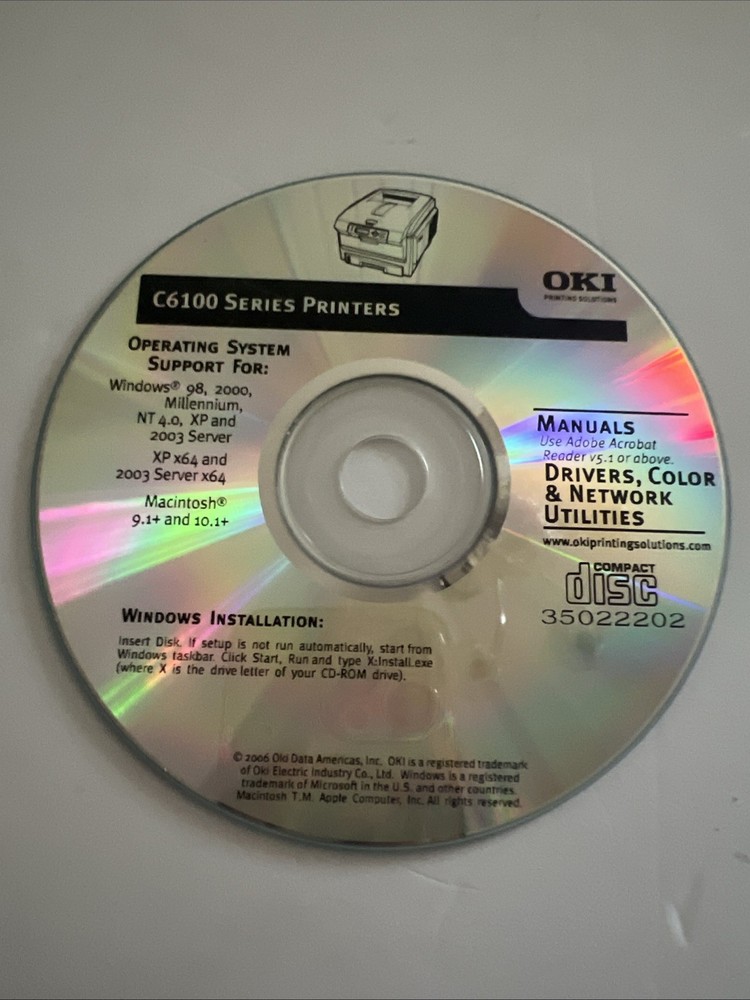 C6100 SERIES PRINTERS
OKI
PRINTING SOLUTIONS
OPERATING SYSTEM
SUPPORT FOR:
Windows® 98, 2000,
Millennium,
NT 4.0, XP and
2003 Server
XP x64 and
2003 Server x64
Macintosh®
9.1+ and 10.1+
MANUALS
Use Adobe Acrobat
Reader v5.1 or above.
DRIVERS, COLOR
& NETWORK
UTILITIES
www.okiprintingsolutions.com
COMPACT
disc
35022202
WINDOWS INSTALLATION:
Insert Disk. If setup is not run automatically, start from
Windows taskbar. Click Start, Run and type X:Install.exe
(where X is the drive letter of your CD-ROM drive).
© 2006 Oki Data Americas, Inc. OKI is a registered trademark
of Oki Electric Industry Co., Ltd. Windows is a registered
trademark of Microsoft in the U.S. and other countries.
Macintosh T.M. Apple Computer, Inc. All rights reserved.